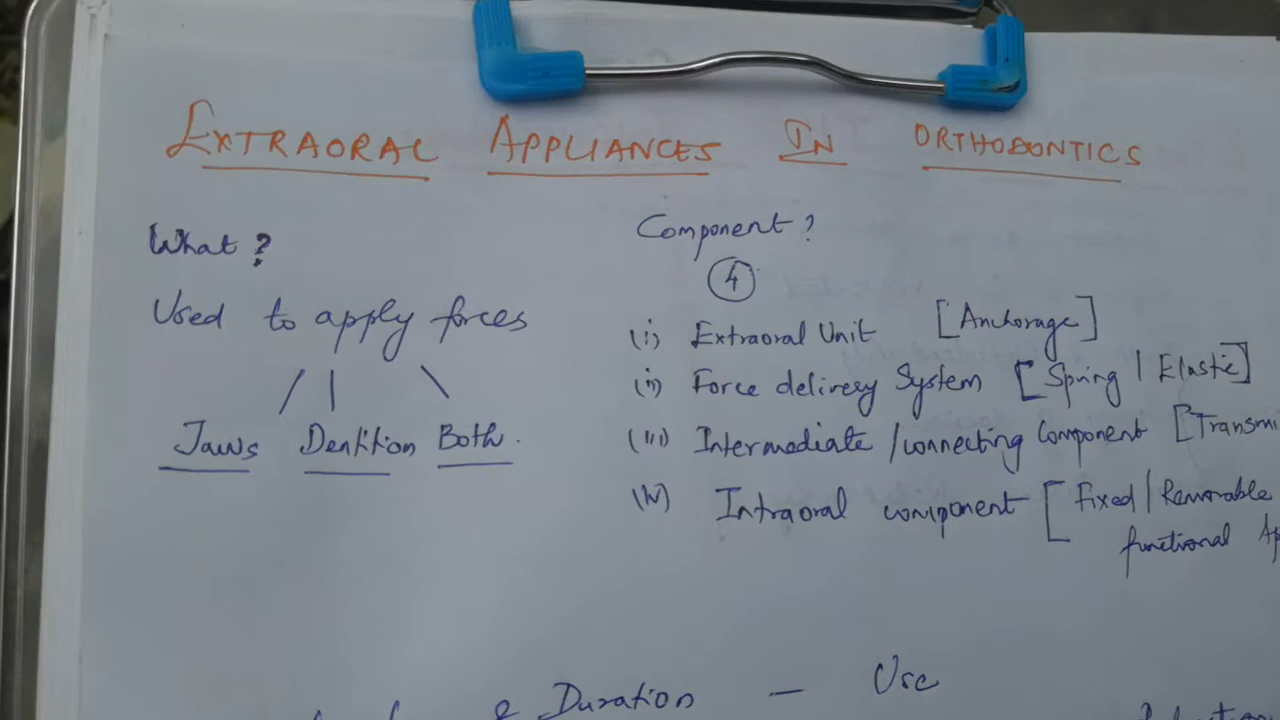 EXTRAORAL APPLIANCES IN ORTHODONTICS
What?
Used to apply forces
Jaws Dentition Both.
Component?
4
(i) Extraoral Unit [Anchorage]
(ii) Force delivery System [Spring / Elastic]
(iii) Intermediate / connecting Component [Transmi
(iv) Intraoral component [Fixed / Removable
functional Ap
& Duration — Use